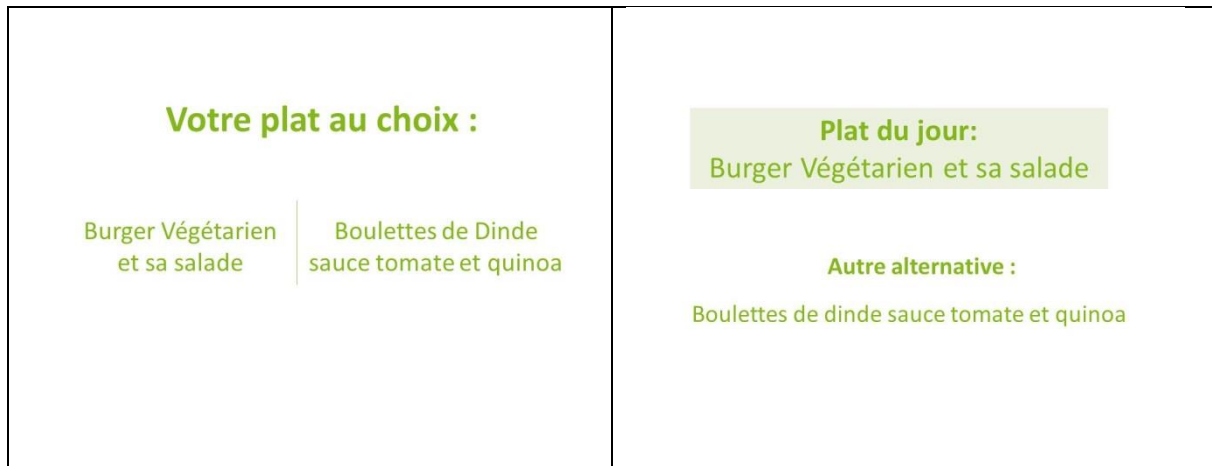 Votre plat au choix :
Burger Végétarien
et sa salade
Boulettes de Dinde
sauce tomate et quinoa
Plat du jour:
Burger Végétarien et sa salade
Autre alternative :
Boulettes de dinde sauce tomate et quinoa